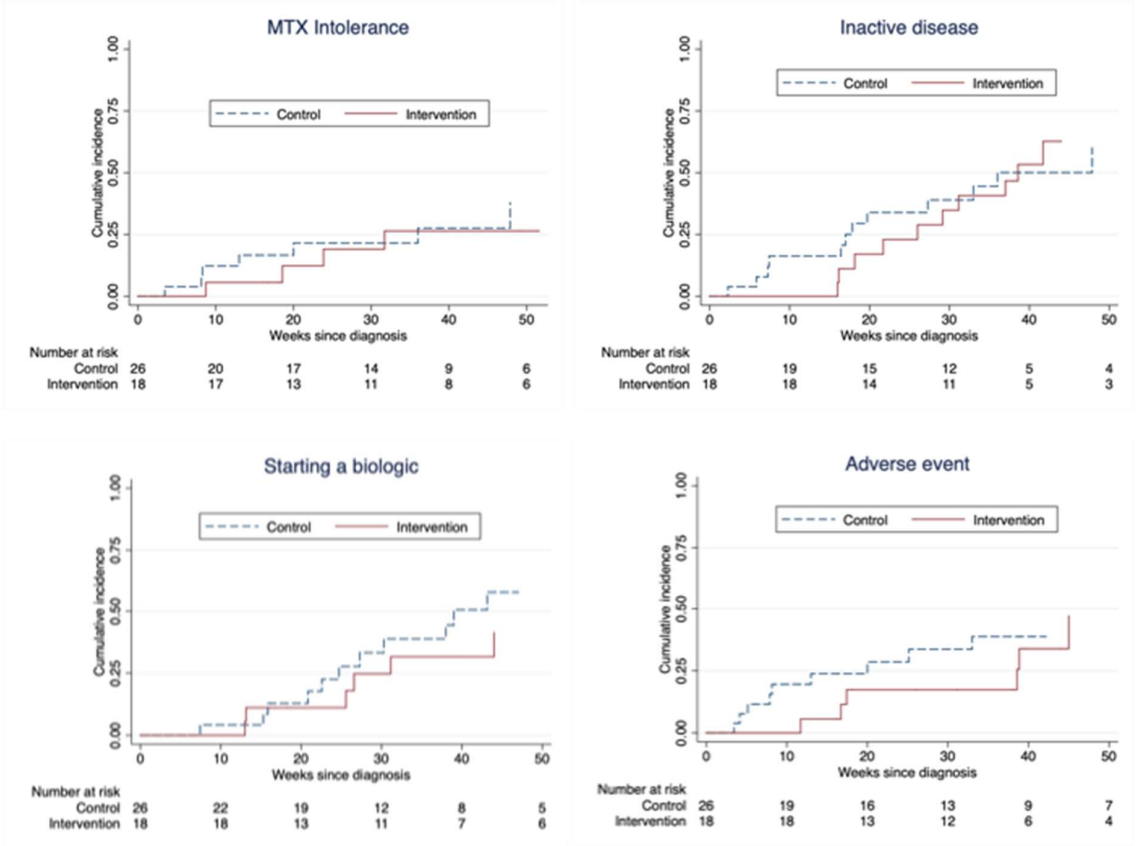 MTX Intolerance
1.00
0.75
0.50
0.25
0.00
Cumulative incidence
Control Intervention
0 10 20 30 40 50
Weeks since diagnosis
Number at risk
Control 26 20 17 14 9 6
Intervention 18 17 13 11 8 6
Inactive disease
1.00
0.75
0.50
0.25
0.00
Cumulative incidence
Control Intervention
0 10 20 30 40 50
Weeks since diagnosis
Number at risk
Control 26 19 15 12 5 4
Intervention 18 18 14 11 5 3
Starting a biologic
1.00
0.75
0.50
0.25
0.00
Cumulative incidence
Control Intervention
0 10 20 30 40 50
Weeks since diagnosis
Number at risk
Control 26 22 19 12 8 5
Intervention 18 18 13 11 7 6
Adverse event
1.00
0.75
0.50
0.25
0.00
Cumulative incidence
Control Intervention
0 10 20 30 40 50
Weeks since diagnosis
Number at risk
Control 26 19 16 13 9 7
Intervention 18 18 13 12 6 4